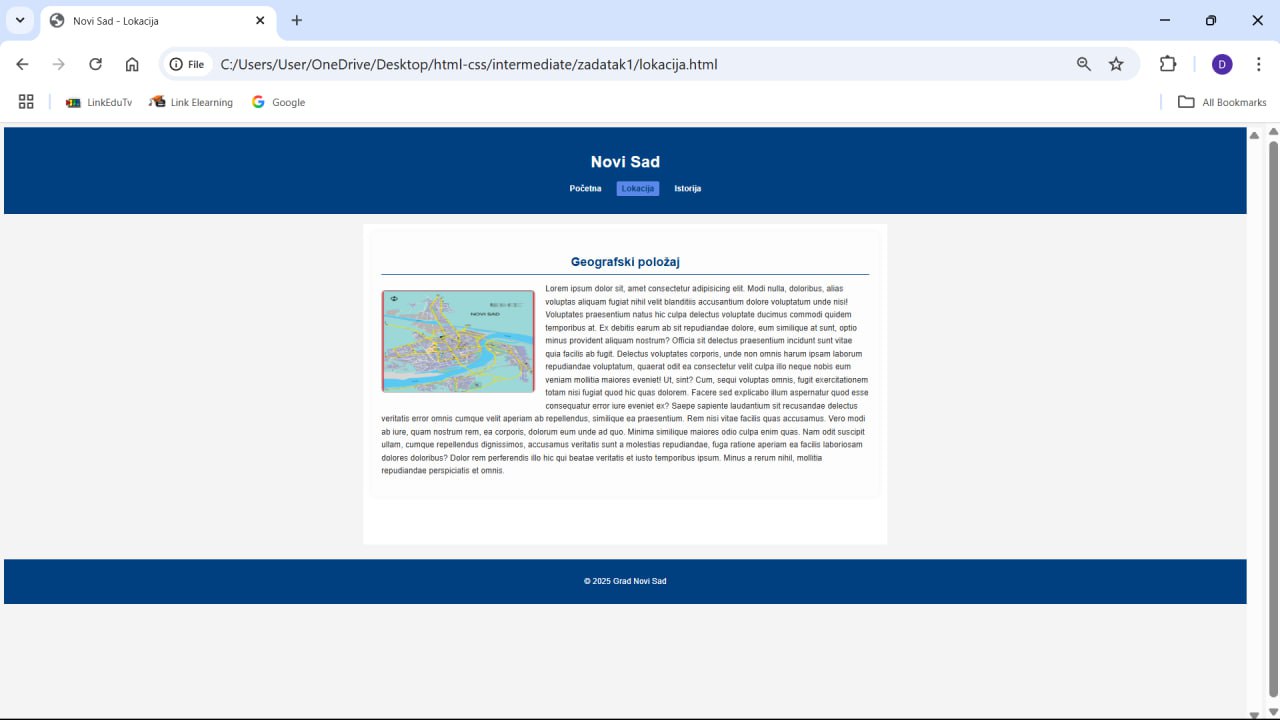 Novi Sad - Lokacija
File
C:/Users/User/OneDrive/Desktop/html-css/intermediate/zadatak1/lokacija.html
D
LinkEduTv
Link Elearning
Google
All Bookmarks
Novi Sad
Početna
Lokacija
Istorija
Geografski položaj
NOVI SAD
Lorem ipsum dolor sit, amet consectetur adipisicing elit. Modi nulla, doloribus, alias
voluptas aliquam fugiat nihil velit blanditiis accusantium dolore voluptatum unde nisi!
Voluptates praesentium natus hic culpa delectus voluptate ducimus commodi quidem
temporibus at. Ex debitis earum ab sit repudiandae dolore, eum similique at sunt, optio
minus provident aliquam nostrum? Officia sit delectus praesentium incidunt sunt vitae
quia facilis ab fugit. Delectus voluptates corporis, unde non omnis harum ipsam laborum
repudiandae voluptatum, quaerat odit ea consectetur velit culpa illo neque nobis eum
veniam mollitia maiores eveniet! Ut, sint? Cum, sequi voluptas omnis, fugit exercitationem
totam nisi fugiat quod hic quas dolorem. Facere sed explicabo illum aspernatur quod esse
consequatur error iure eveniet ex? Saepe sapiente laudantium sit recusandae delectus
veritatis error omnis cumque velit aperiam ab repellendus, similique ea praesentium. Rem nisi vitae facilis quas accusamus. Vero modi
ab iure, quam nostrum rem, ea corporis, dolorum eum unde ad quo. Minima similique maiores odio culpa enim quas. Nam odit suscipit
ullam, cumque repellendus dignissimos, accusamus veritatis sunt a molestias repudiandae, fuga ratione aperiam ea facilis laboriosam
dolores doloribus? Dolor rem perferendis illo hic qui beatae veritatis et iusto temporibus ipsum. Minus a rerum nihil, mollitia
repudiandae perspiciatis et omnis.
© 2025 Grad Novi Sad